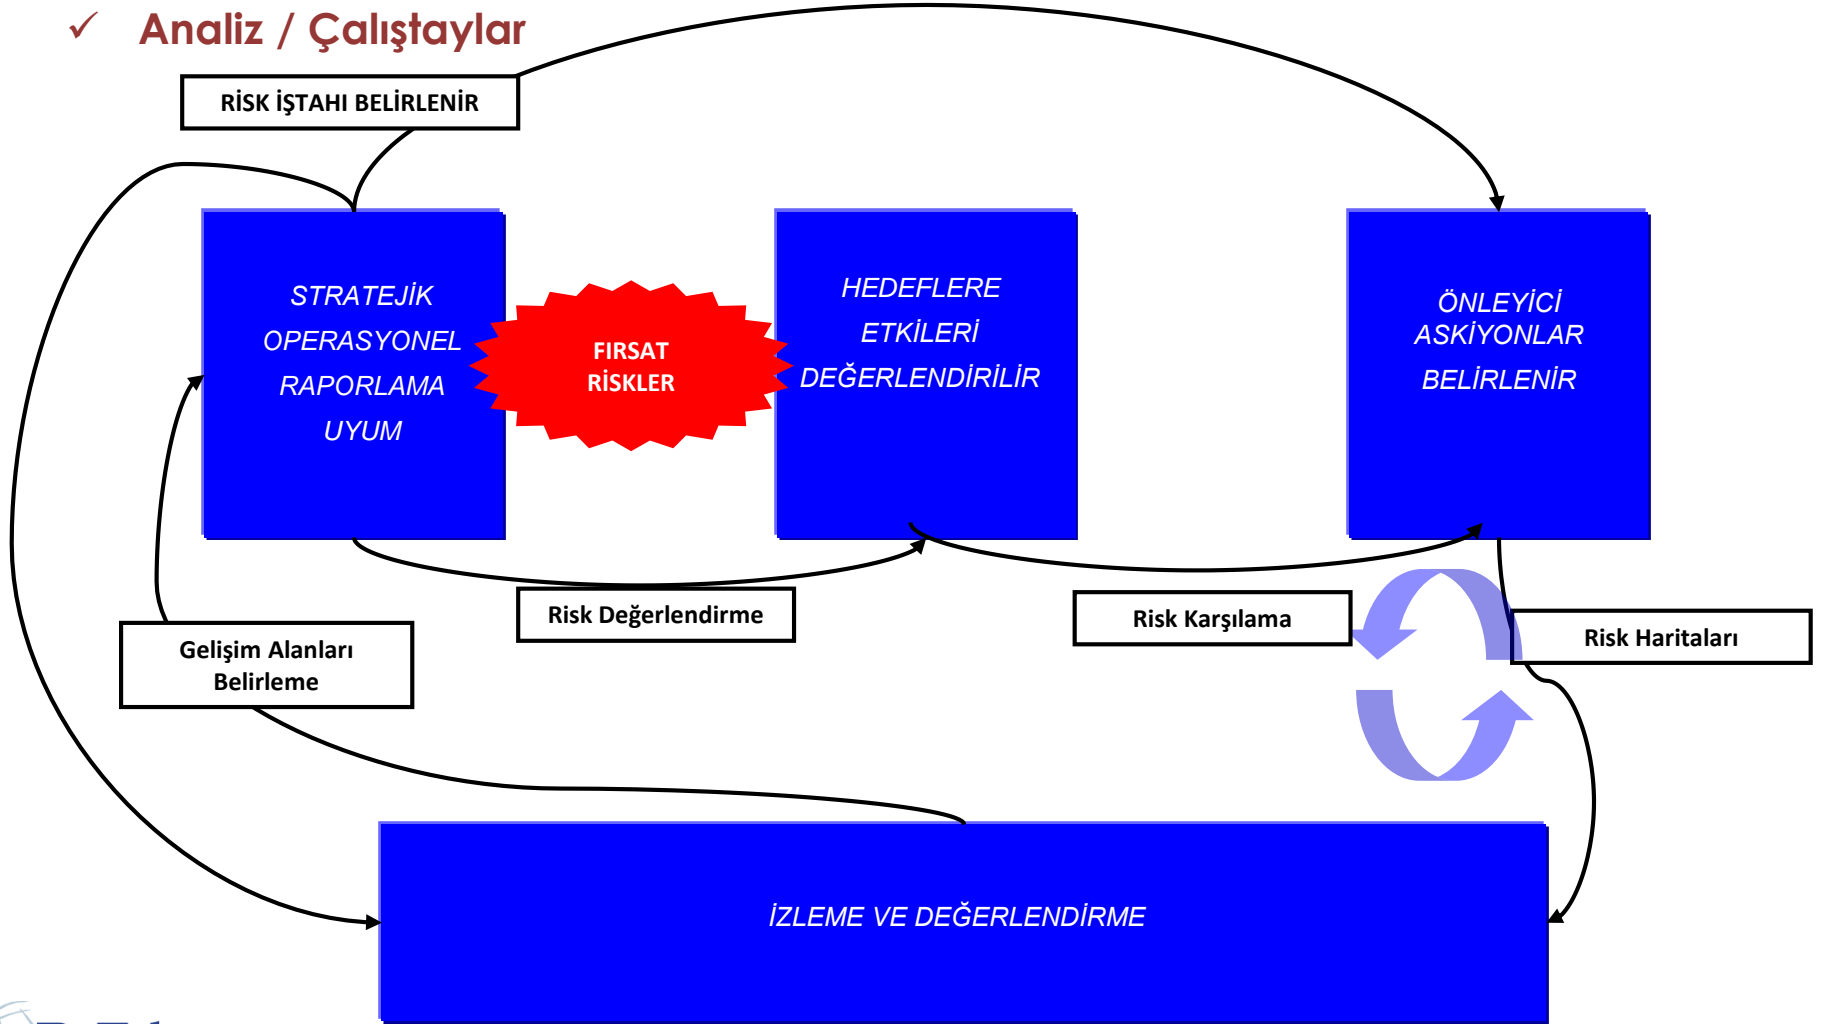 Analiz / Çalıştaylar
RİSK İŞTAHI BELİRLENİR
STRATEJİK
OPERASYONEL
RAPORLAMA
UYUM
FIRSAT
RİSKLER
HEDEFLERE
ETKİLERİ
DEĞERLENDİRİLİR
ÖNLEYİCİ
ASKİYONLAR
BELİRLENİR
Risk Değerlendirme
Risk Karşılama
Risk Haritaları
Gelişim Alanları
Belirleme
İZLEME VE DEĞERLENDİRME